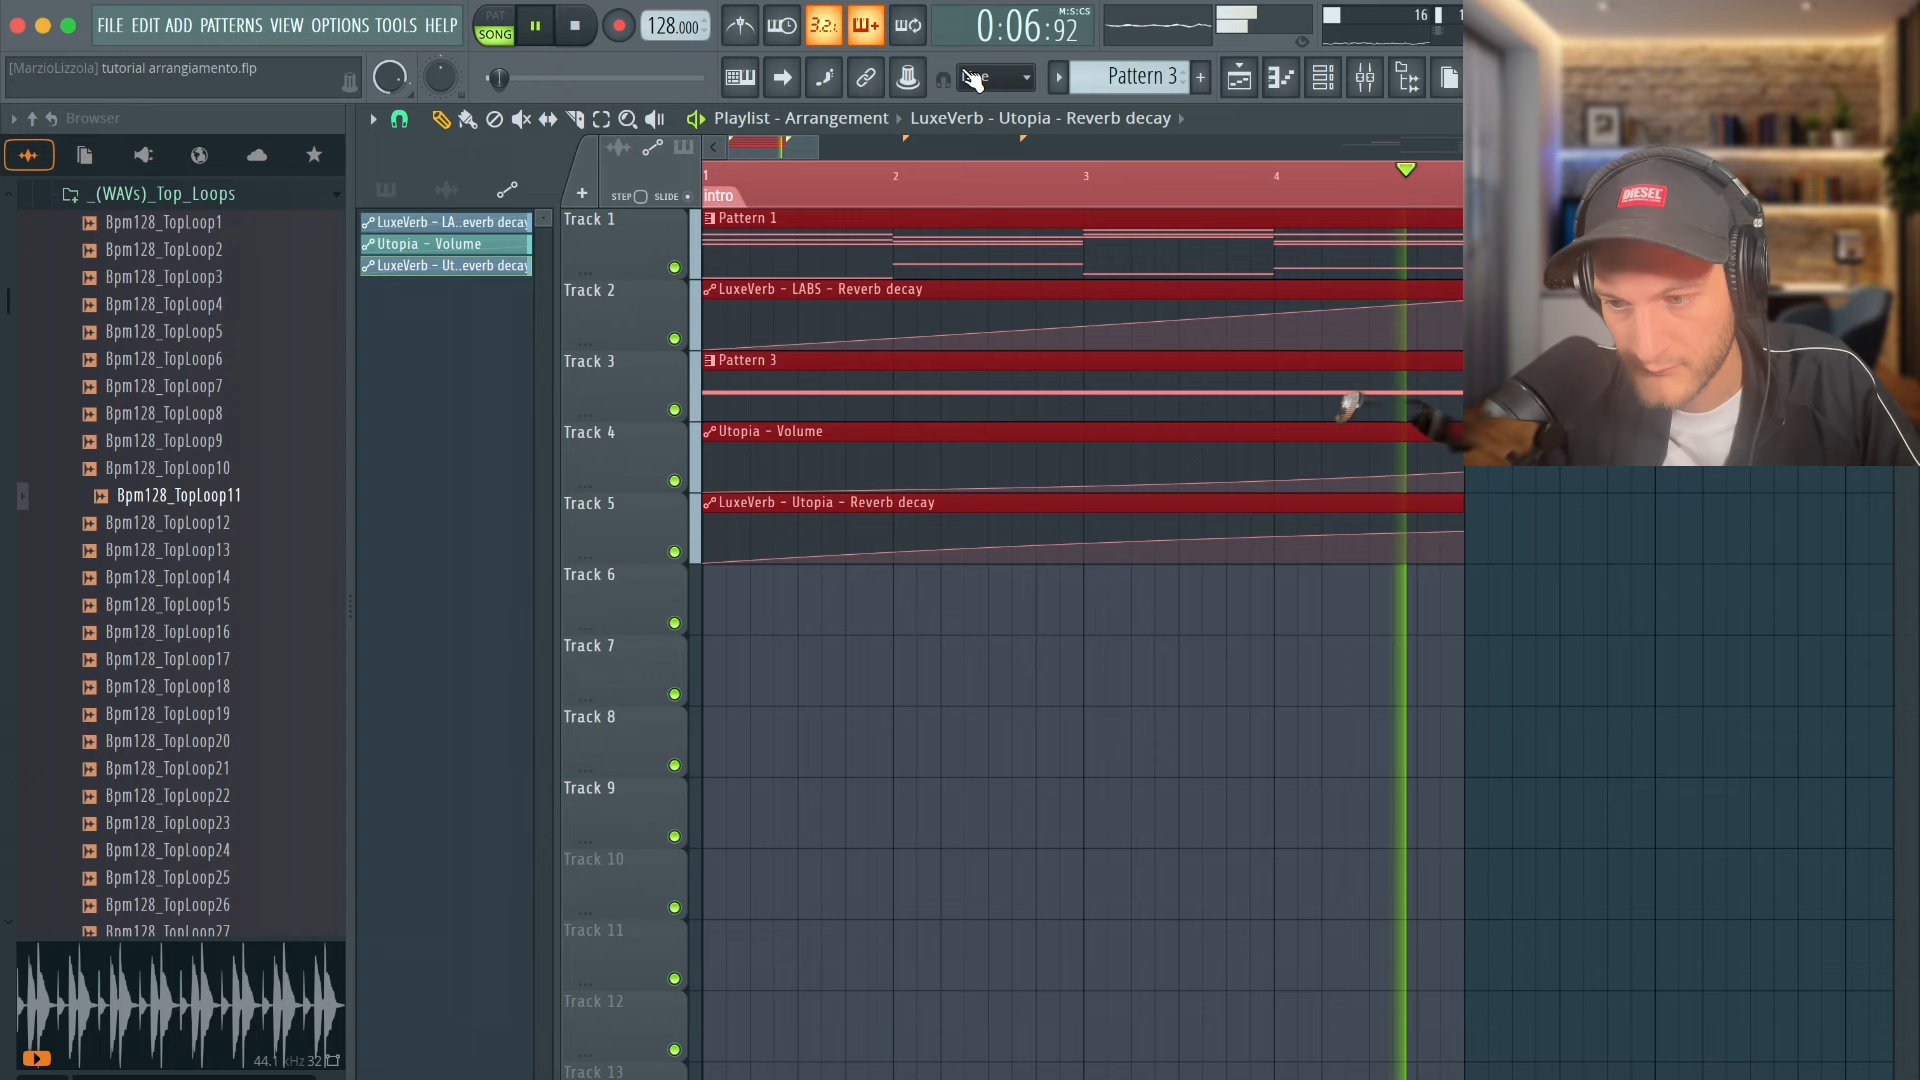 FILE EDIT ADD PATTERNS VIEW OPTIONS TOOLS HELP
PAT
SONG
128.000
3.2.
0:06:92
M:S:CS
16
[MarzioLizzola] tutorial arrangiamento.flp
Pattern 3
Browser
Playlist - Arrangement › LuxeVerb - Utopia - Reverb decay ›
_(WAVs)_Top_Loops
Bpm128_TopLoop1
Bpm128_TopLoop2
Bpm128_TopLoop3
Bpm128_TopLoop4
Bpm128_TopLoop5
Bpm128_TopLoop6
Bpm128_TopLoop7
Bpm128_TopLoop8
Bpm128_TopLoop9
Bpm128_TopLoop10
Bpm128_TopLoop11
Bpm128_TopLoop12
Bpm128_TopLoop13
Bpm128_TopLoop14
Bpm128_TopLoop15
Bpm128_TopLoop16
Bpm128_TopLoop17
Bpm128_TopLoop18
Bpm128_TopLoop19
Bpm128_TopLoop20
Bpm128_TopLoop21
Bpm128_TopLoop22
Bpm128_TopLoop23
Bpm128_TopLoop24
Bpm128_TopLoop25
Bpm128_TopLoop26
Bpm128_TopLoop27
44.1 kHz 32
LuxeVerb - LA..everb decay
Utopia - Volume
LuxeVerb - Ut..everb decay
STEP SLIDE
1 2 3 4
intro
Track 1
Pattern 1
Track 2
LuxeVerb - LABS - Reverb decay
Track 3
Pattern 3
Track 4
Utopia - Volume
Track 5
LuxeVerb - Utopia - Reverb decay
Track 6
Track 7
Track 8
Track 9
Track 10
Track 11
Track 12
Track 13
DIESEL